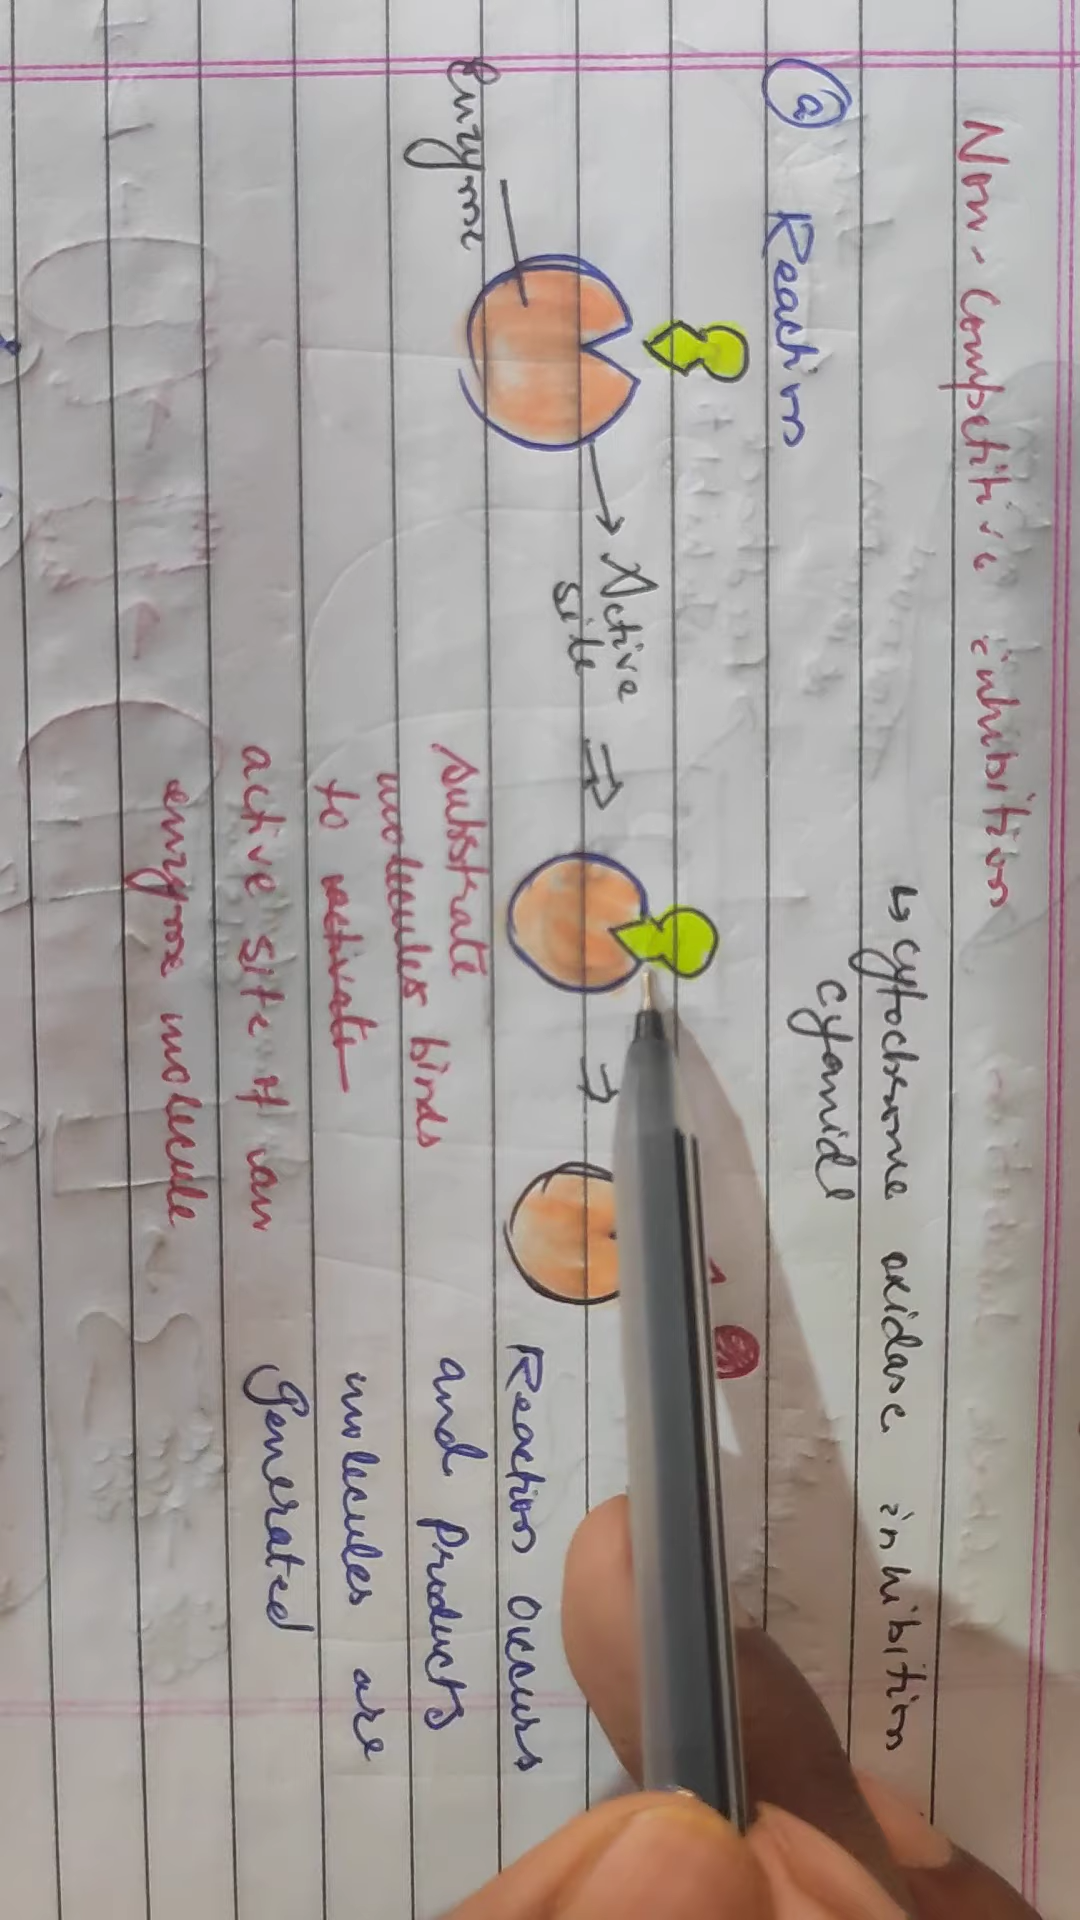 Non-Competitive inhibition
↳ cytochrome oxidase inhibition
cyanide
ⓐ Reaction
Enzyme
Active
site
⇒
⇒
substrate
molecules binds
to activate
active site of an
enzyme molecule
Reaction occurs
and Products
molecules are
Generated